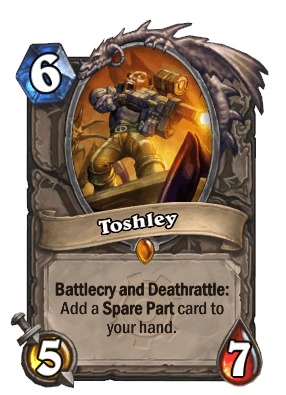 6
Toshley
Battlecry and Deathrattle:
Add a Spare Part card to
your hand.
5 7